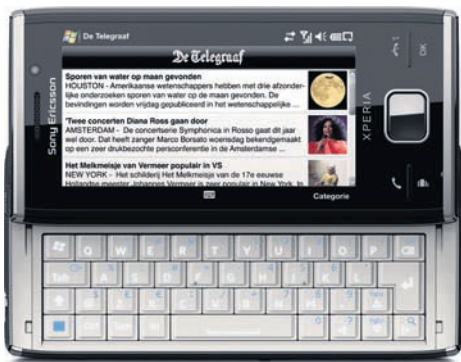 De Telegraaf
De Telegraaf
Sporen van water op maan gevonden
HOUSTON - Amerikaanse wetenschappers hebben met drie afzonder-
lijke onderzoeken sporen van water op de maan gevonden. De
bevindingen worden vrijdag gepubliceerd in het wetenschappelijke ...
'Twee concerten Diana Ross gaan door
AMSTERDAM - De concertserie Symphonica in Rosso gaat dit jaar
wel door. Dat heeft zanger Marco Borsato woensdag bekendgemaakt
op een zeer drukbezochte persconferentie in de Amsterdamse ...
Het Melkmeisje van Vermeer populair in VS
NEW YORK - Het schilderij Het Melkmeisje van de 17e eeuwse
Hollandse meester Johannes Vermeer is zeer populair in New York. In
Categorie
Sony Ericsson
XPERIA
OK
Q W E R T Y U I O P
Tab A S D F G H J K L
Z X C V B N M
Ctrl